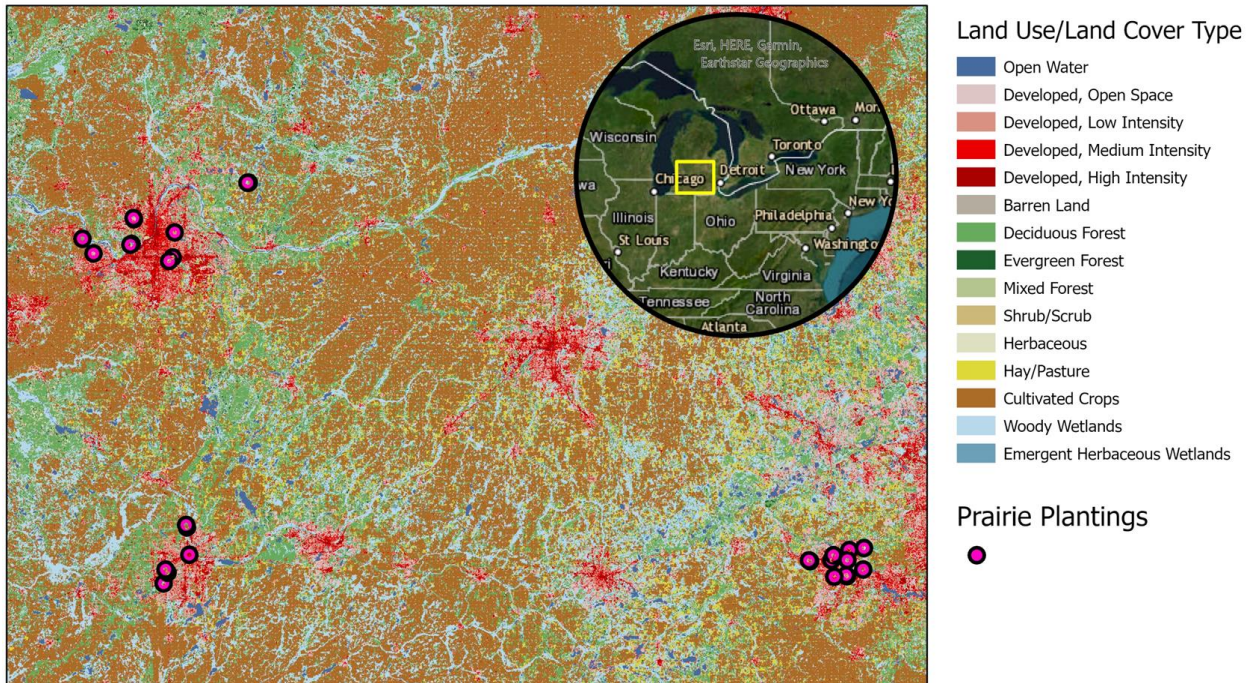 Esri, HERE, Garmin,
Earthstar Geographics
Ottawa
Mon
Wisconsin
Toronto
Chicago
Detroit
New York
New Yo
Illinois
Ohio
Philadelphia
St Louis
Washington
Kentucky
Virginia
Tennessee
North
Carolina
Atlanta
Land Use/Land Cover Type
Open Water
Developed, Open Space
Developed, Low Intensity
Developed, Medium Intensity
Developed, High Intensity
Barren Land
Deciduous Forest
Evergreen Forest
Mixed Forest
Shrub/Scrub
Herbaceous
Hay/Pasture
Cultivated Crops
Woody Wetlands
Emergent Herbaceous Wetlands
Prairie Plantings